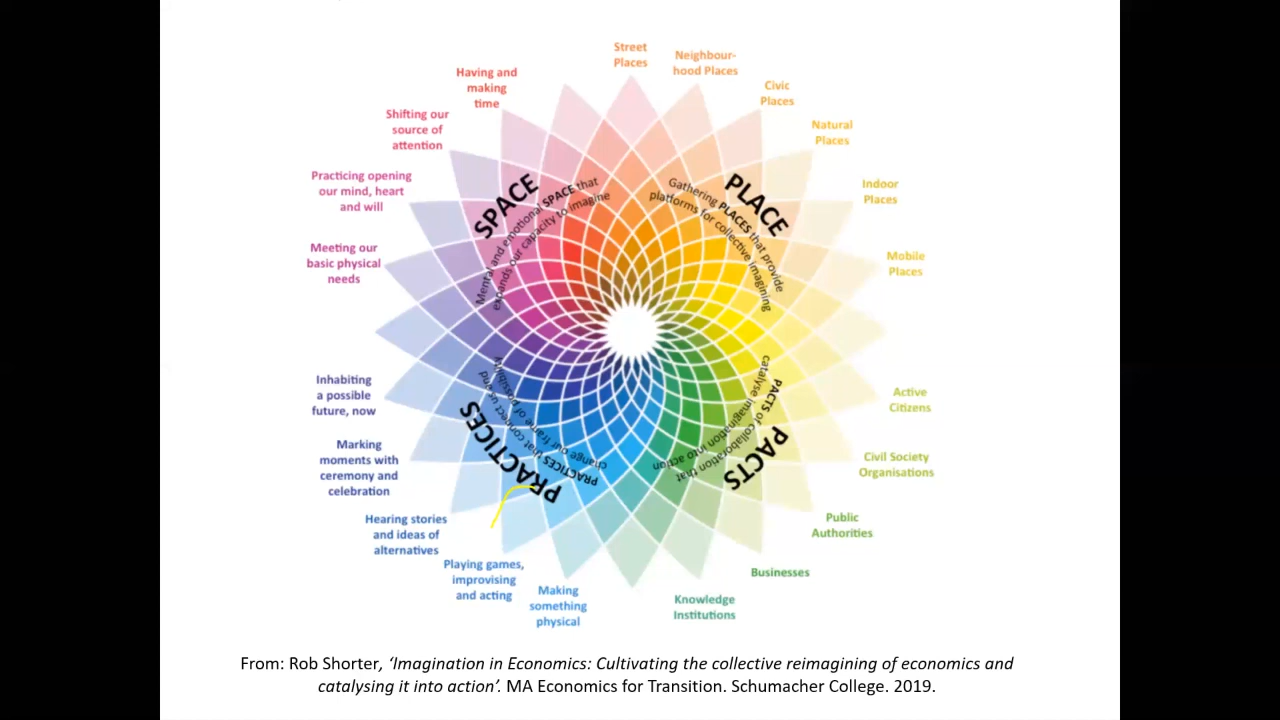 Street
Places
Neighbour-
hood Places
Civic
Places
Natural
Places
Indoor
Places
Mobile
Places
Active
Citizens
Civil Society
Organisations
Public
Authorities
Businesses
Knowledge
Institutions
Making
something
physical
Playing games,
improvising
and acting
Hearing stories
and ideas of
alternatives
Marking
moments with
ceremony and
celebration
Inhabiting
a possible
future, now
Meeting our
basic physical
needs
Practicing opening
our mind, heart
and will
Shifting our
source of
attention
Having and
making
time
SPACE
Mental and emotional SPACE that
expands our capacity to imagine
PLACE
Gathering PLACES that provide
platforms for collective imagining
PACTS
PACTS of collaboration that
catalyse imagination into action
PRACTICES
PRACTICES that connect us and
change our frame of possibility
From: Rob Shorter, ‘Imagination in Economics: Cultivating the collective reimagining of economics and
catalysing it into action’. MA Economics for Transition. Schumacher College. 2019.